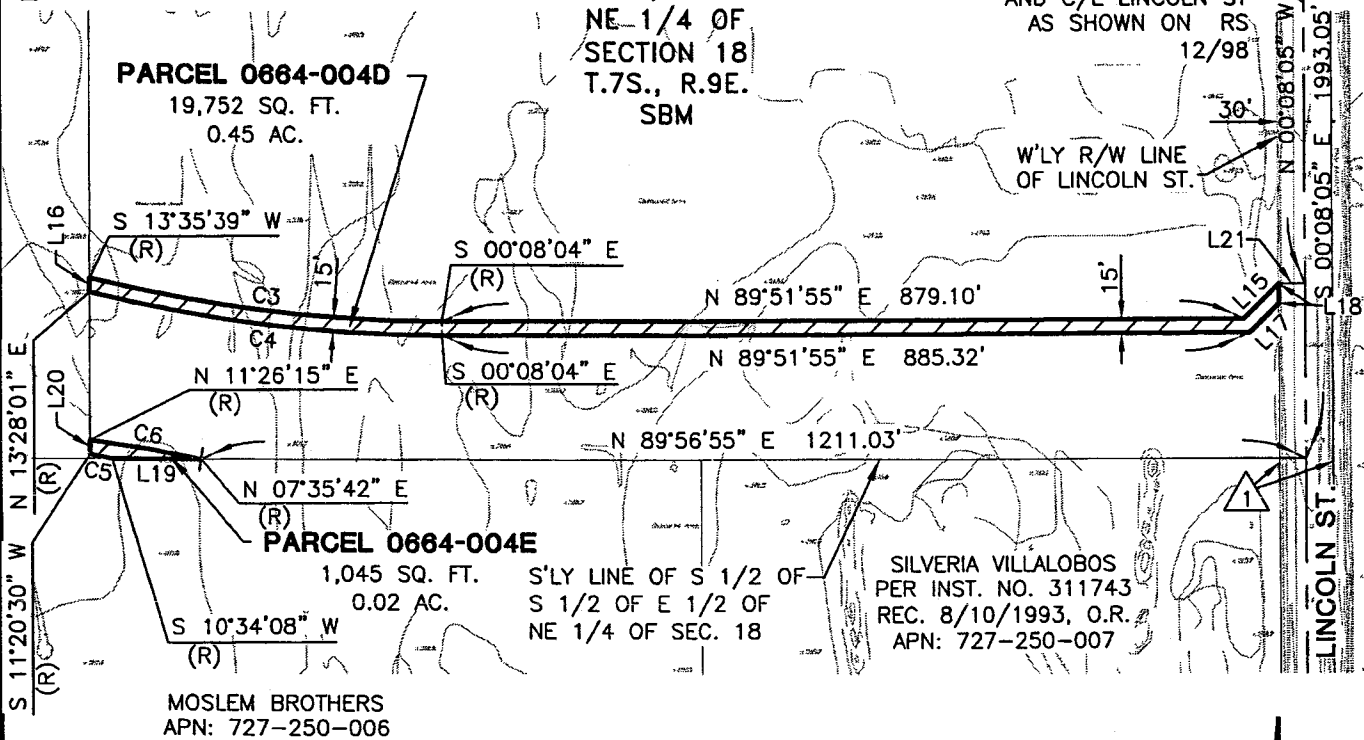 NE 1/4 OF
SECTION 18
T.7S., R.9E.
SBM
AND C/L LINCOLN ST
AS SHOWN ON RS
12/98
PARCEL 0664-004D
19,752 SQ. FT.
0.45 AC.
N 00°08'05" W
S 00°08'05" E 1993.05'
30'
W'LY R/W LINE
OF LINCOLN ST.
L16
S 13°35'39" W
(R)
15'
C3
C4
S 00°08'04" E
(R)
N 89°51'55" E 879.10'
15'
L21
L15
L18
L17
N 89°51'55" E 885.32'
S 00°08'04" E
(R)
N 13°28'01" E
(R)
L20
N 11°26'15" E
(R)
C6
C5
L19
N 89°56'55" E 1211.03'
N 07°35'42" E
(R)
1
PARCEL 0664-004E
1,045 SQ. FT.
0.02 AC.
S 11°20'30" W
(R)
S 10°34'08" W
(R)
S'LY LINE OF S 1/2 OF
S 1/2 OF E 1/2 OF
NE 1/4 OF SEC. 18
SILVERIA VILLALOBOS
PER INST. NO. 311743
REC. 8/10/1993, O.R.
APN: 727-250-007
LINCOLN ST.
MOSLEM BROTHERS
APN: 727-250-006